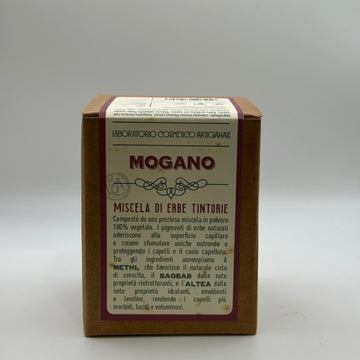 LABORATORIO COSMETICO ARTIGIANALE
MOGANO
MISCELA DI ERBE TINTORIE
Composto da una preziosa miscela in polvere
100% vegetale. I pigmenti di erbe naturali
aderiscono alla superficie capillare
e creano sfumature uniche nutrendo e
proteggendo i capelli e il cuoio capelluto.
Tra gli ingredienti annoveriamo
METHI, che favorisce il naturale ciclo
di crescita, il BAOBAB dalle note
proprietà ristrutturanti, e l'ALTEA dalle
note proprietà idratanti, emollienti
e lenitive, rendendo i capelli più
morbidi, lucidi e voluminosi.